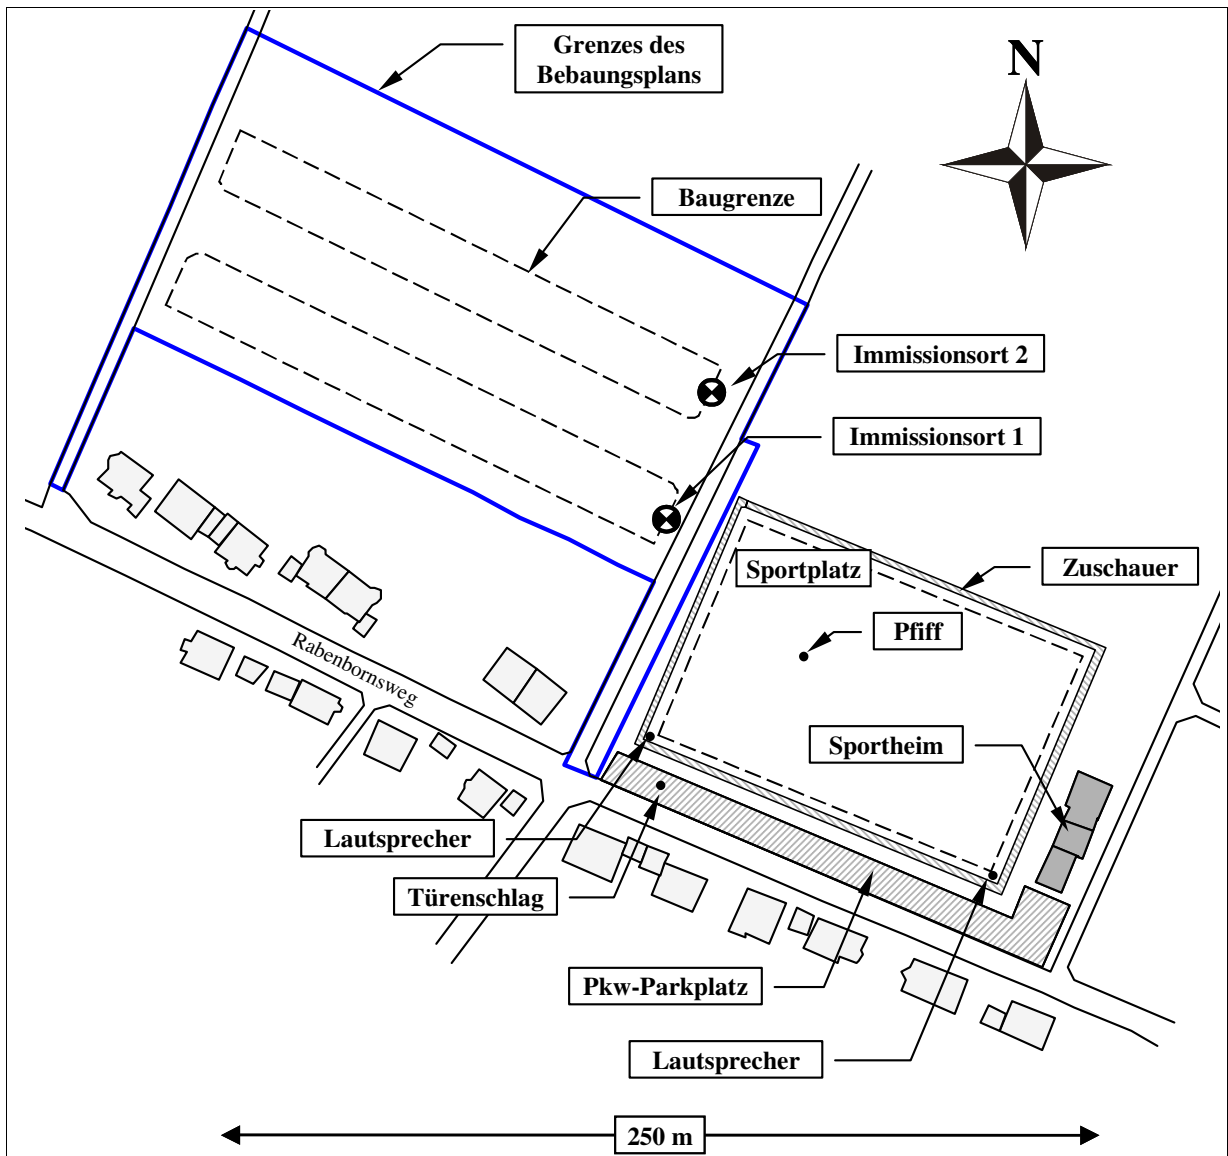 Grenzes des
Bebaungsplans
N
Baugrenze
Immissionsort 2
Immissionsort 1
Sportplatz
Zuschauer
Pfiff
Rabenbornsweg
Sportheim
Lautsprecher
Türenschlag
Pkw-Parkplatz
Lautsprecher
250 m